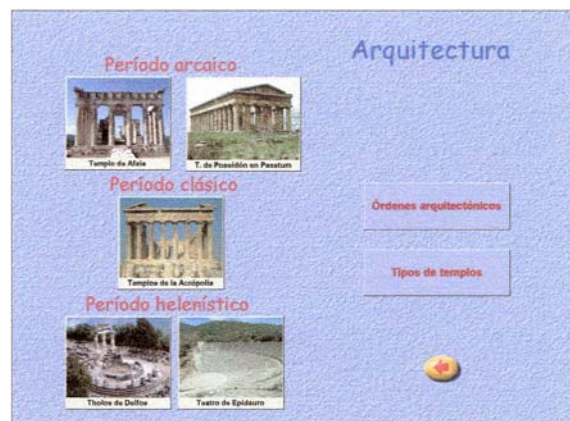 Arquitectura
Período arcaico
Templo de Afaia
T. de Poseidón en Paestum
Período clásico
Templos de la Acrópolis
Período helenístico
Tholos de Delfos
Teatro de Epidauro
Órdenes arquitectónicos
Tipos de templos